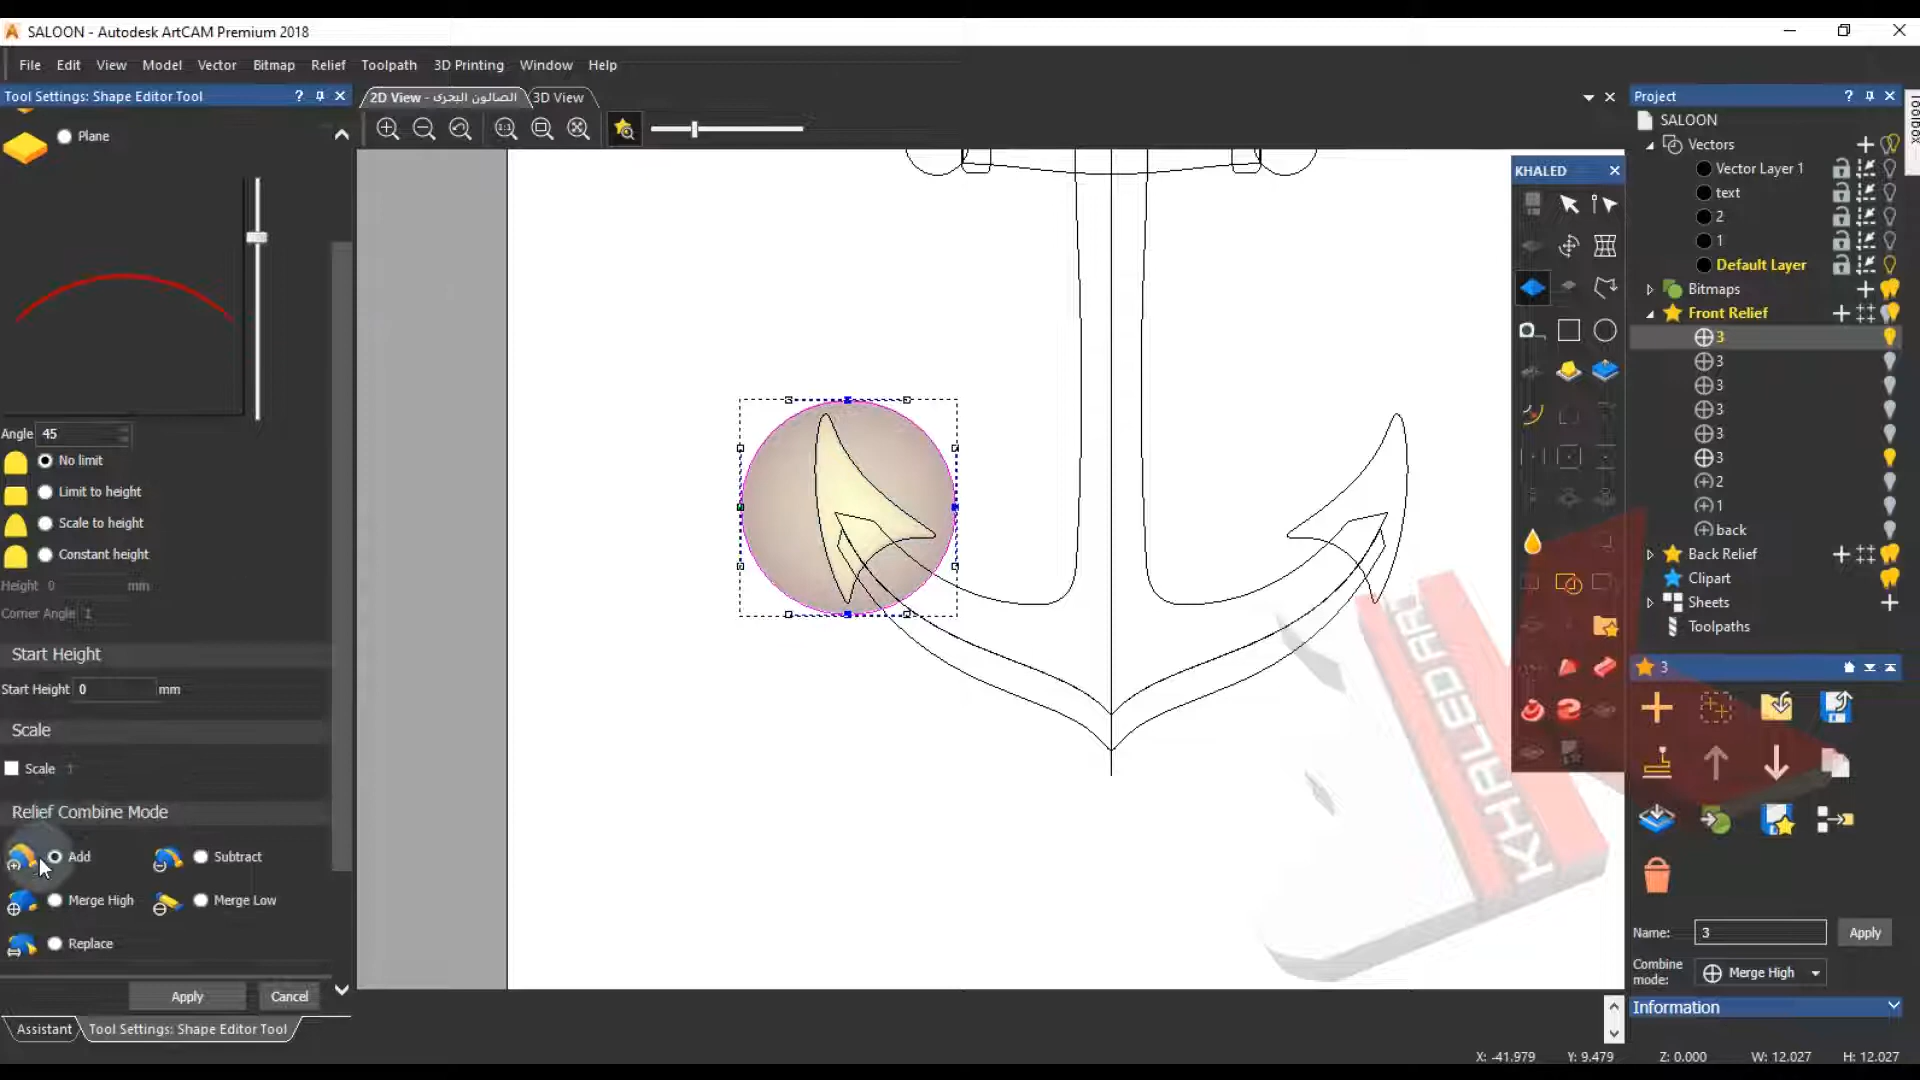 SALOON - Autodesk ArtCAM Premium 2018
File Edit View Model Vector Bitmap Relief Toolpath 3D Printing Window Help
Tool Settings: Shape Editor Tool ?
2D View - الصالون البحرى
3D View
Project ?
Toolbox
Plane
Angle 45
No limit
Limit to height
Scale to height
Constant height
Height 0 mm
Corner Angle 1
Start Height
Start Height 0 mm
Scale
Scale 1
Relief Combine Mode
Add Subtract
Merge High Merge Low
Replace
Apply Cancel
Assistant Tool Settings: Shape Editor Tool
KHALED
KHALEDART
SALOON
Vectors
Vector Layer 1
text
2
1
Default Layer
Bitmaps
Front Relief
3
3
3
3
3
3
2
1
back
Back Relief
Clipart
Sheets
Toolpaths
3
Name: 3 Apply
Combine mode: Merge High
Information
X: -41.979 Y: 9.479 Z: 0.000 W: 12.027 H: 12.027